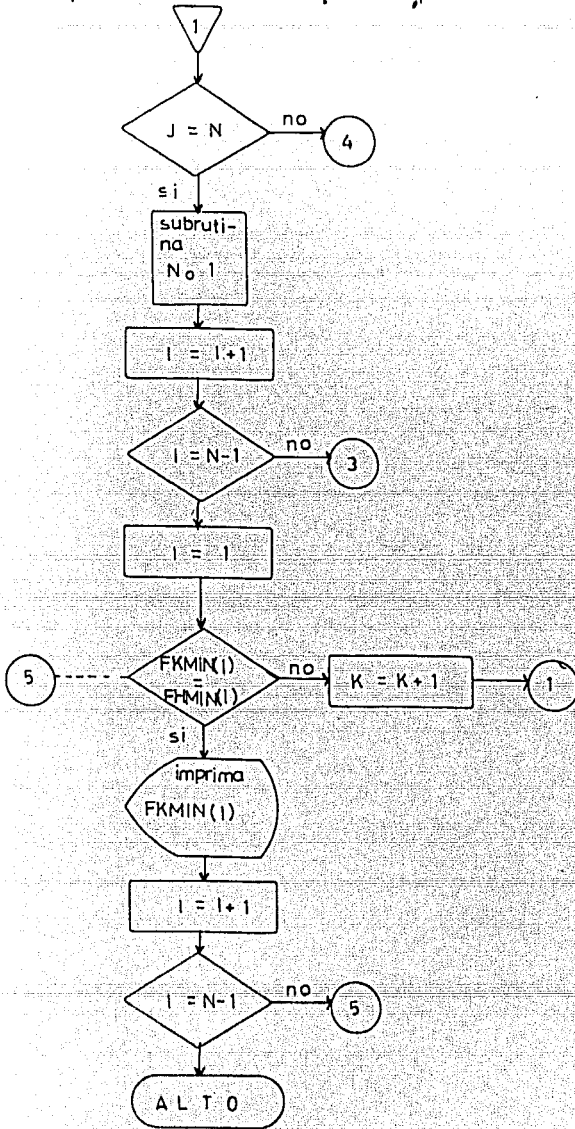 1
J = N
no
4
si
subruti-
na
No 1
I = I+1
I = N-1
no
3
I = 1
5
FKMIN(I)
=
FHMIN(I)
no
K = K+1
1
si
imprima
FKMIN(I)
I = I+1
I = N-1
no
5
ALTO